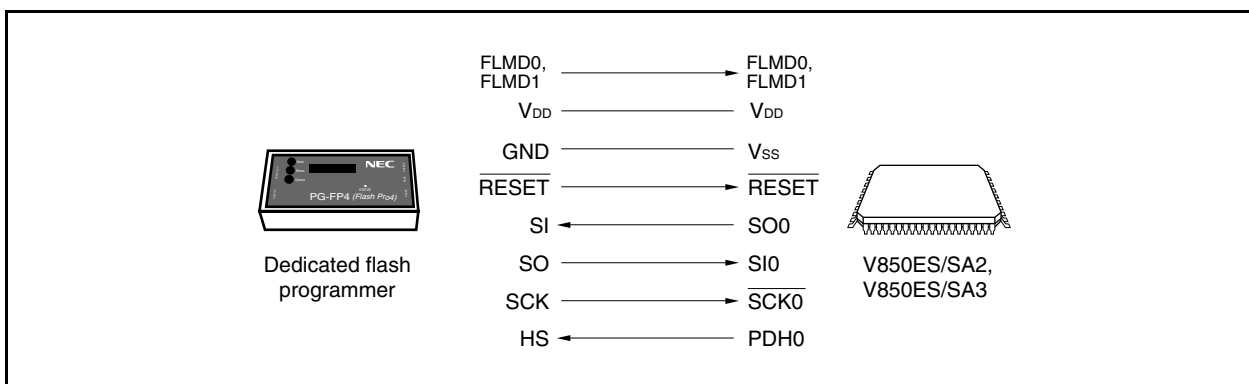 FLMD0,
FLMD1
FLMD0,
FLMD1
VDD
VDD
GND
VSS
RESET
RESET
SI
SO0
SO
SI0
SCK
SCK0
HS
PDH0
NEC
PG-FP4 (Flash Pro4)
Dedicated flash
programmer
V850ES/SA2,
V850ES/SA3